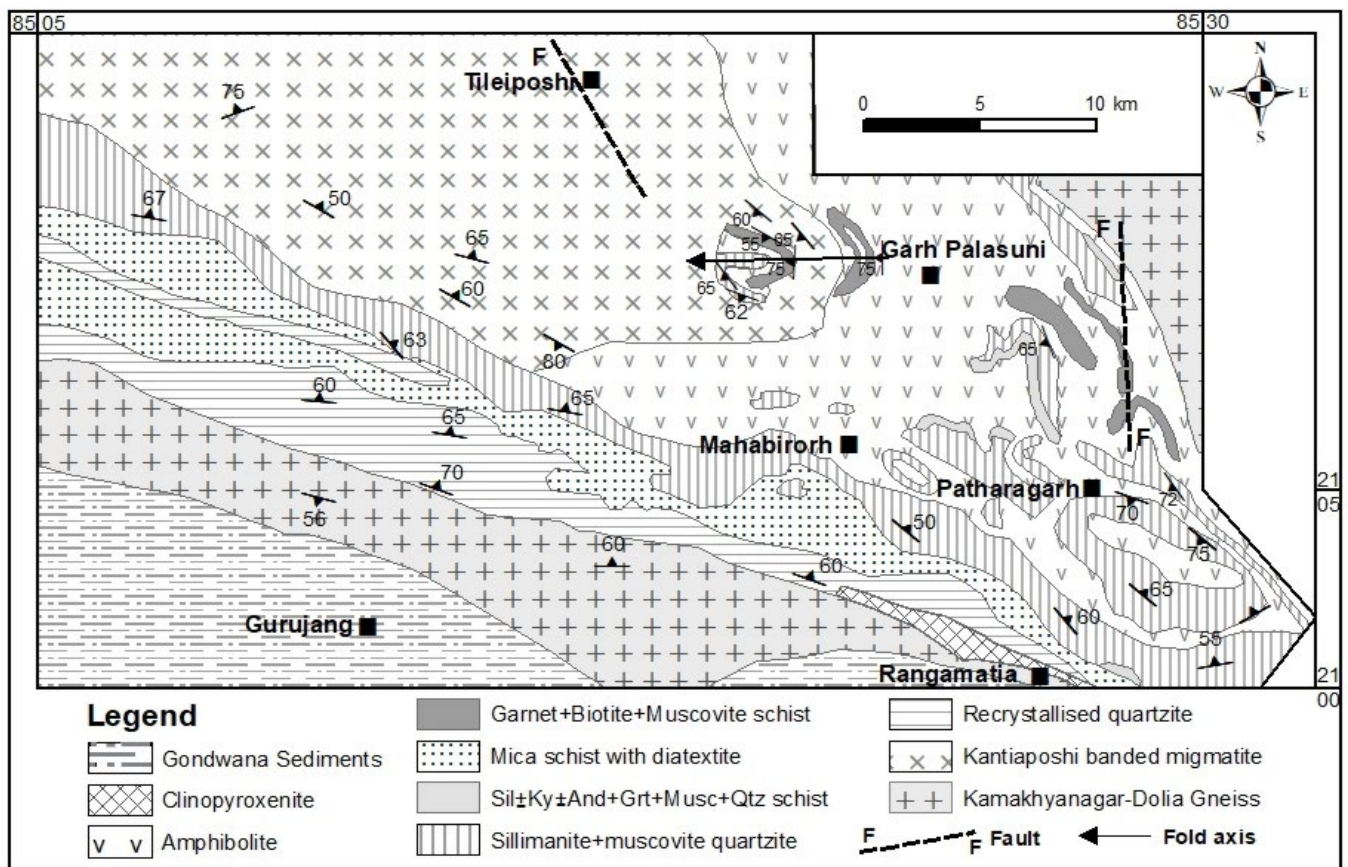 85 05
85 30
N
W E
S
0 5 10 km
F
Tileiposhi
75
67
50
65
60
63
80
65
60
65
70
56
60
60
60
55
65
75
75
65
62
Garh Palasuni
F
F
65
Mahabirorh
Patharagarh
50
70
72
75
65
60
55
Gurujang
Rangamatia
21
05
21
00
Legend
Gondwana Sediments
Clinopyroxenite
Amphibolite
Garnet+Biotite+Muscovite schist
Mica schist with diatextite
Sil±Ky±And+Grt+Musc+Qtz schist
Sillimanite+muscovite quartzite
Recrystallised quartzite
Kantiaposhi banded migmatite
Kamakhyanagar-Dolia Gneiss
F F Fault
Fold axis